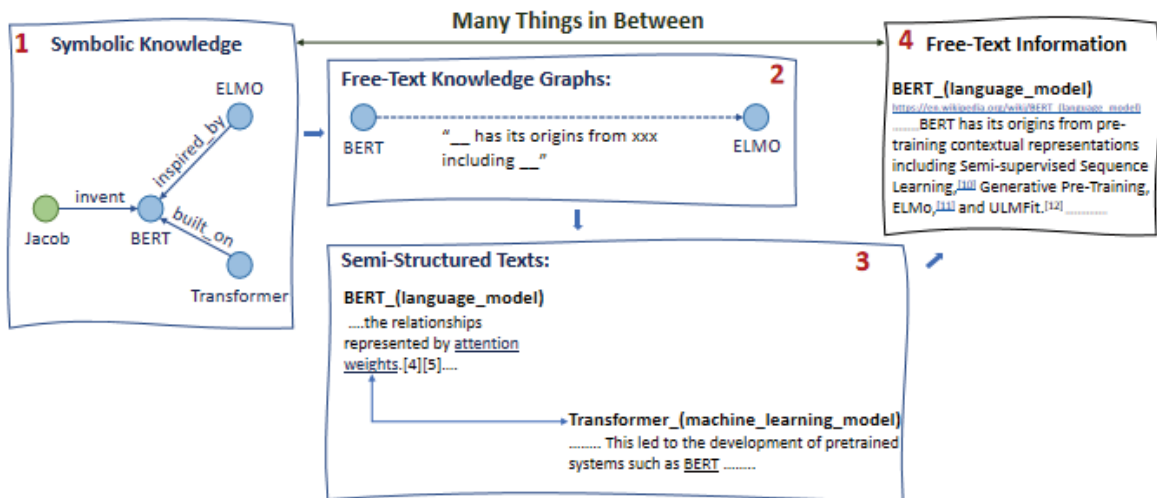 Many Things in Between
1 Symbolic Knowledge
ELMO
inspired_by
invent
Jacob
BERT
built_on
Transformer
Free-Text Knowledge Graphs: 2
BERT
"__ has its origins from xxx
including __"
ELMO
Semi-Structured Texts: 3
BERT_(language_model)
.....the relationships
represented by attention
weights.[4][5]....
Transformer_(machine_learning_model)
......... This led to the development of pretrained
systems such as BERT .........
4 Free-Text Information
BERT_(language_model)
https://en.wikipedia.org/wiki/BERT_(language_model)
.........BERT has its origins from pre-
training contextual representations
including Semi-supervised Sequence
Learning,[10] Generative Pre-Training,
ELMo,[11] and ULMFit.[12] ..............